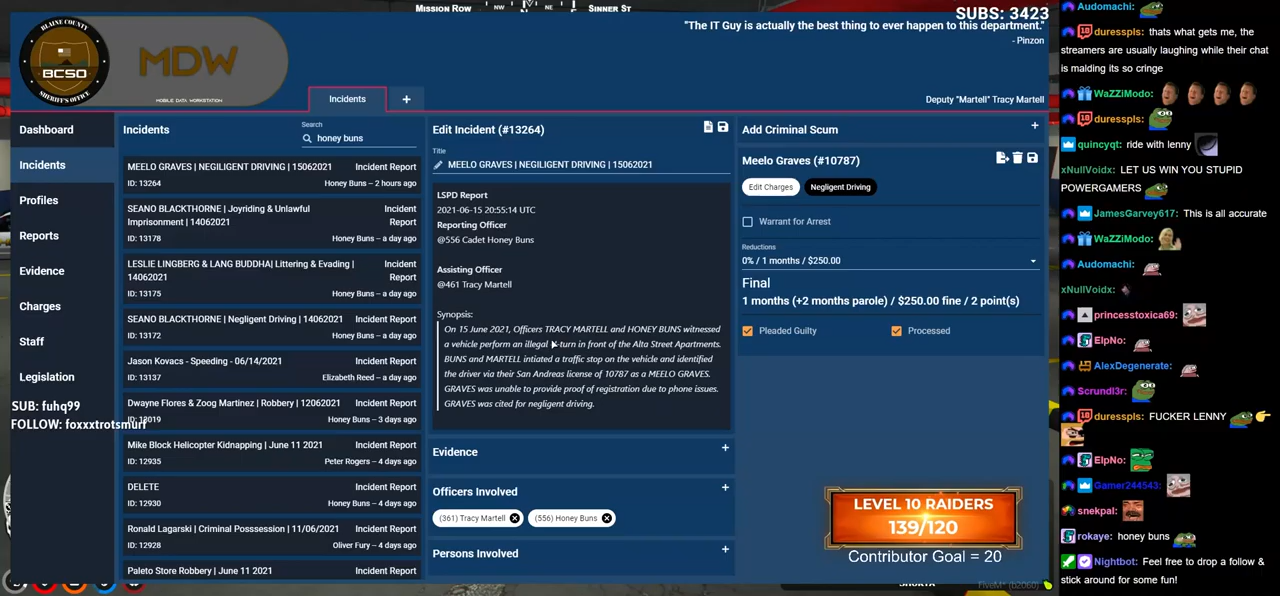 Mission Row NW N NE Sinner St
SUBS: 3423
"The IT Guy is actually the best thing to ever happen to this department."
- Pinzon
BLAINE COUNTY
BCSO
SHERIFF'S OFFICE
MDW
MOBILE DATA WORKSTATION
Incidents
+
Deputy "Martell" Tracy Martell
Dashboard
Incidents
Profiles
Reports
Evidence
Charges
Staff
Legislation
SUB: fuhq99
FOLLOW: foxxxtrotsmurf
Incidents
Search
honey buns
MEELO GRAVES | NEGILIGENT DRIVING | 15062021 Incident Report
ID: 13264 Honey Buns – 2 hours ago
SEANO BLACKTHORNE | Joyriding & Unlawful Incident
Imprisonment | 14062021 Report
ID: 13178 Honey Buns – a day ago
LESLIE LINGBERG & LANG BUDDHA| Littering & Evading | Incident
14062021 Report
ID: 13175 Honey Buns – a day ago
SEANO BLACKTHORNE | Negligent Driving | 14062021 Incident Report
ID: 13172 Honey Buns – a day ago
Jason Kovacs - Speeding - 06/14/2021 Incident Report
ID: 13137 Elizabeth Reed – a day ago
Dwayne Flores & Zoog Martinez | Robbery | 12062021 Incident Report
ID: 13019 Honey Buns – 3 days ago
Mike Block Helicopter Kidnapping | June 11 2021 Incident Report
ID: 12935 Peter Rogers – 4 days ago
DELETE Incident Report
ID: 12930 Honey Buns – 4 days ago
Ronald Lagarski | Criminal Posssession | 11/06/2021 Incident Report
ID: 12928 Oliver Fury – 4 days ago
Paleto Store Robbery | June 11 2021 Incident Report
Edit Incident (#13264)
Title
MEELO GRAVES | NEGILIGENT DRIVING | 15062021
LSPD Report
2021-06-15 20:55:14 UTC
Reporting Officer
@556 Cadet Honey Buns
Assisting Officer
@461 Tracy Martell
Synopsis:
On 15 June 2021, Officers TRACY MARTELL and HONEY BUNS witnessed
a vehicle perform an illegal U-turn in front of the Alta Street Apartments.
BUNS and MARTELL intiated a traffic stop on the vehicle and identified
the driver via their San Andreas license of 10787 as a MEELO GRAVES.
GRAVES was unable to provide proof of registration due to phone issues.
GRAVES was cited for negligent driving.
Evidence +
Officers Involved +
(361) Tracy Martell (556) Honey Buns
Persons Involved +
Add Criminal Scum +
Meelo Graves (#10787)
Edit Charges Negligent Driving
Warrant for Arrest
Reductions
0% / 1 months / $250.00
Final
1 months (+2 months parole) / $250.00 fine / 2 point(s)
Pleaded Guilty Processed
LEVEL 10 RAIDERS
139/120
Contributor Goal = 20
FiveM* (b2060)
Audomachi:
duresspls: thats what gets me, the
streamers are usually laughing while their chat
is malding its so cringe
WaZZiModo:
duresspls:
quincyqt: ride with lenny
xNullVoidx: LET US WIN YOU STUPID
POWERGAMERS
JamesGarvey617: This is all accurate
WaZZiModo:
Audomachi:
xNullVoidx:
princesstoxica69:
ElpNo:
AlexDegenerate:
Scrundl3r:
duresspls: FUCKER LENNY
ElpNo:
Gamer244543:
snekpal:
rokaye: honey buns
Nightbot: Feel free to drop a follow &
stick around for some fun!